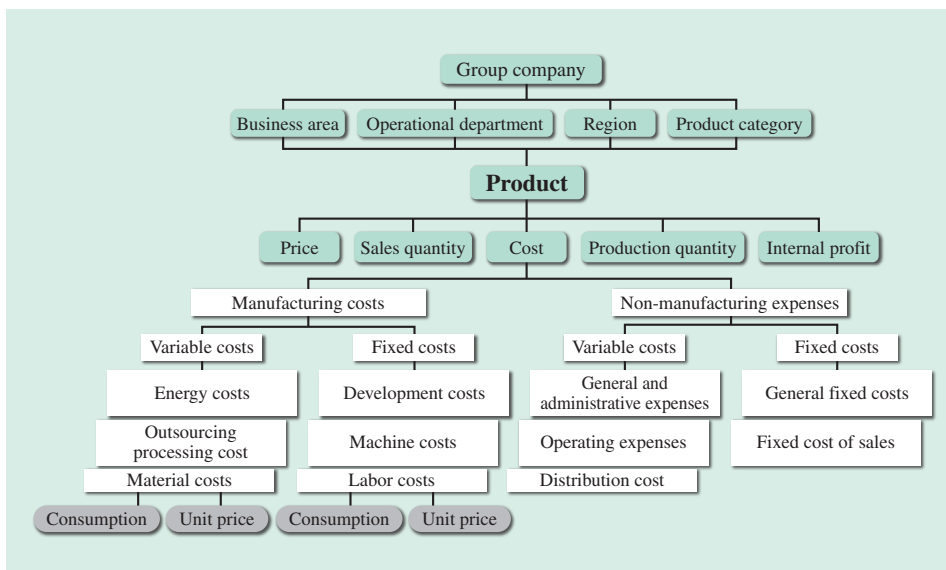 Group company
Business area
Operational department
Region
Product category
Product
Price
Sales quantity
Cost
Production quantity
Internal profit
Manufacturing costs
Non-manufacturing expenses
Variable costs
Fixed costs
Variable costs
Fixed costs
Energy costs
Development costs
General and
administrative expenses
General fixed costs
Outsourcing
processing cost
Machine costs
Operating expenses
Fixed cost of sales
Material costs
Labor costs
Distribution cost
Consumption
Unit price
Consumption
Unit price